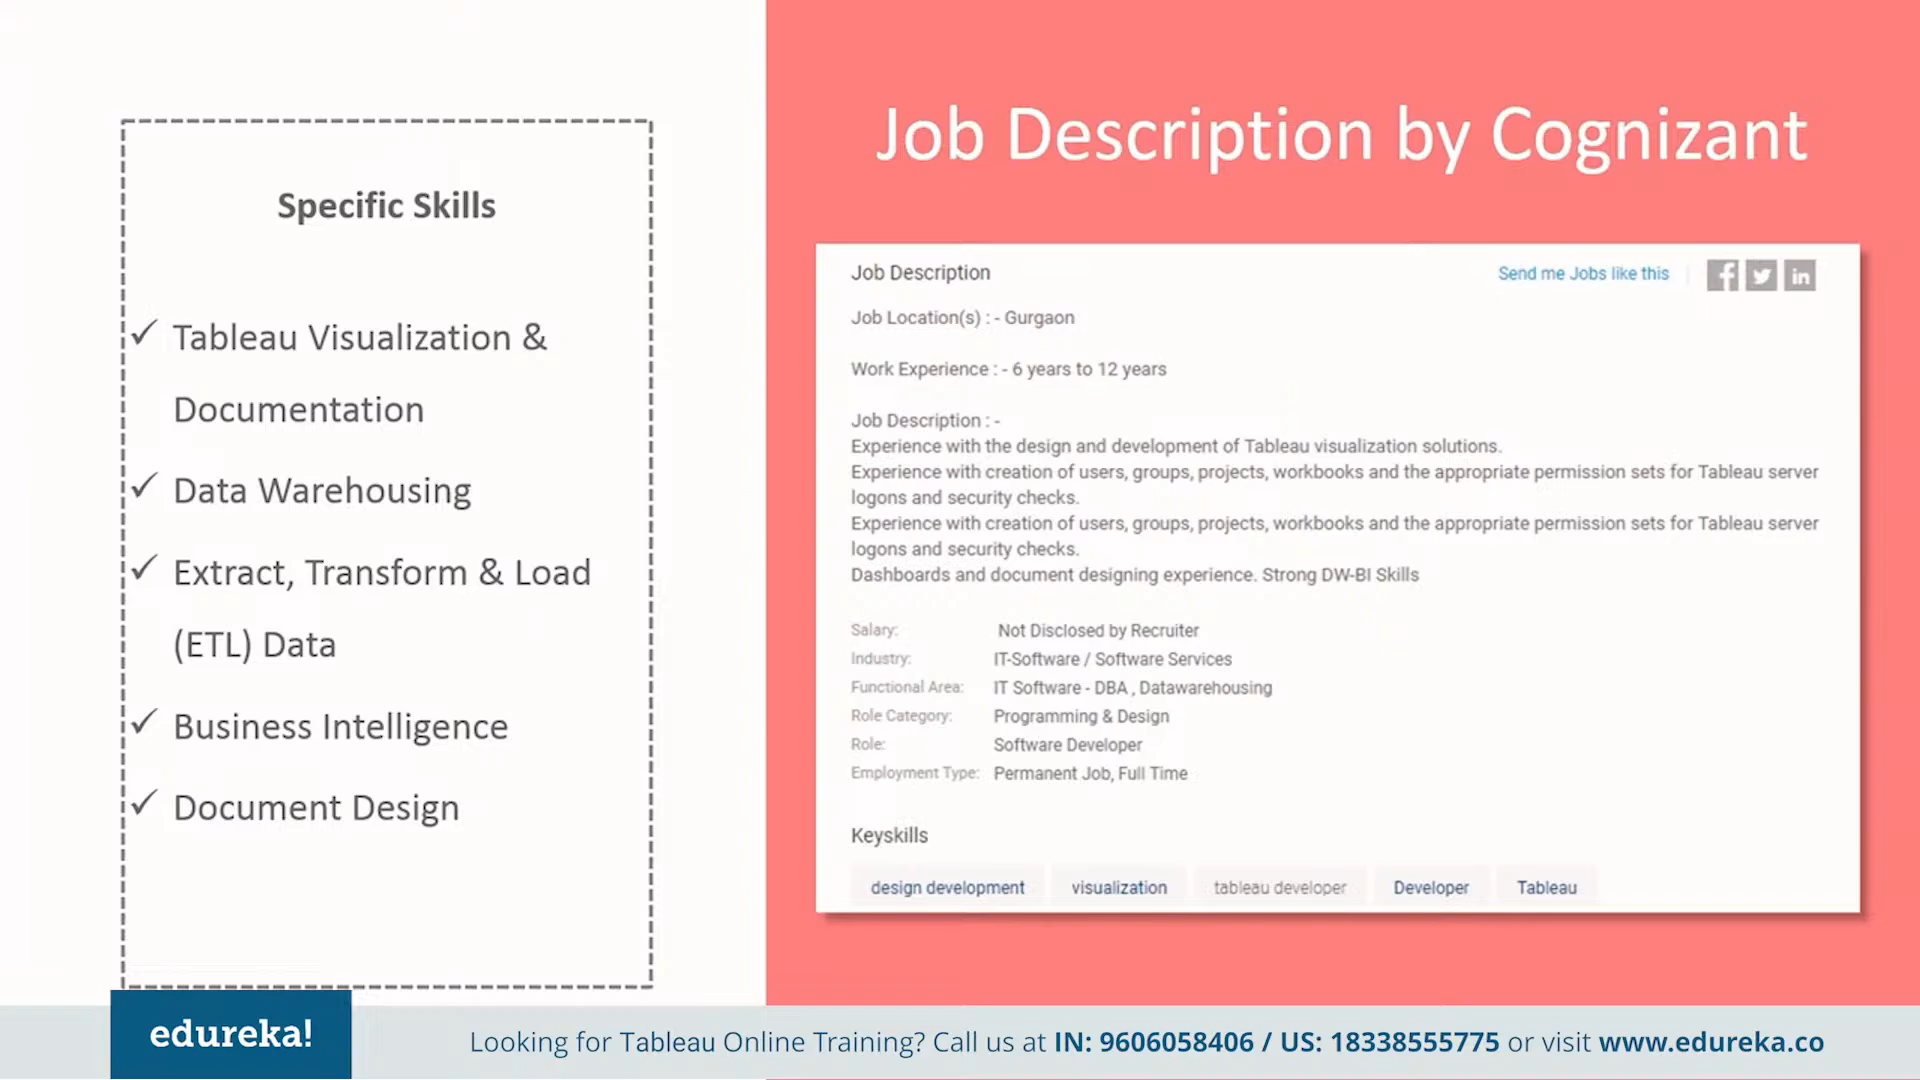 Specific Skills
✓ Tableau Visualization &
Documentation
✓ Data Warehousing
✓ Extract, Transform & Load
(ETL) Data
✓ Business Intelligence
✓ Document Design
Job Description by Cognizant
Job Description
Send me Jobs like this
Job Location(s) : - Gurgaon
Work Experience : - 6 years to 12 years
Job Description : -
Experience with the design and development of Tableau visualization solutions.
Experience with creation of users, groups, projects, workbooks and the appropriate permission sets for Tableau server
logons and security checks.
Experience with creation of users, groups, projects, workbooks and the appropriate permission sets for Tableau server
logons and security checks.
Dashboards and document designing experience. Strong DW-BI Skills
Salary: Not Disclosed by Recruiter
Industry: IT-Software / Software Services
Functional Area: IT Software - DBA , Datawarehousing
Role Category: Programming & Design
Role: Software Developer
Employment Type: Permanent Job, Full Time
Keyskills
design development visualization tableau developer Developer Tableau
edureka!
Looking for Tableau Online Training? Call us at IN: 9606058406 / US: 18338555775 or visit www.edureka.co